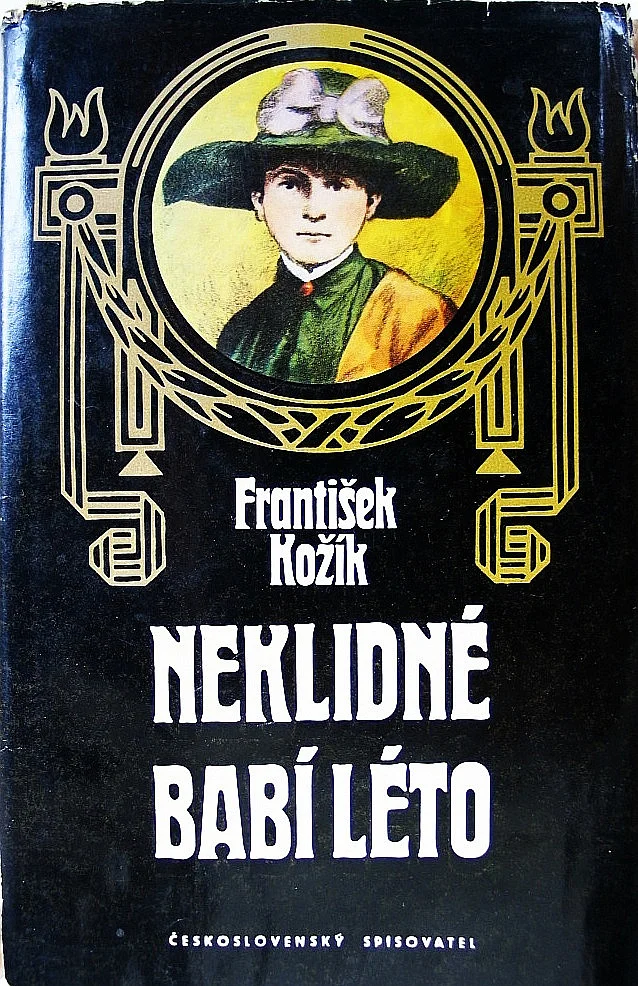 František
Kožík
NEKLIDNÉ
BABÍ LÉTO
ČESKOSLOVENSKÝ SPISOVATEL